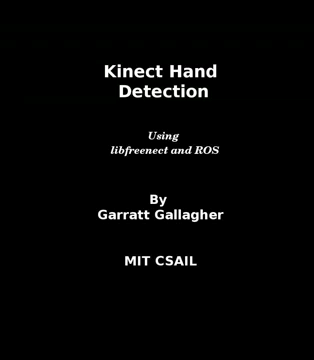 Kinect Hand
Detection
Using
libfreenect and ROS
By
Garratt Gallagher
MIT CSAIL